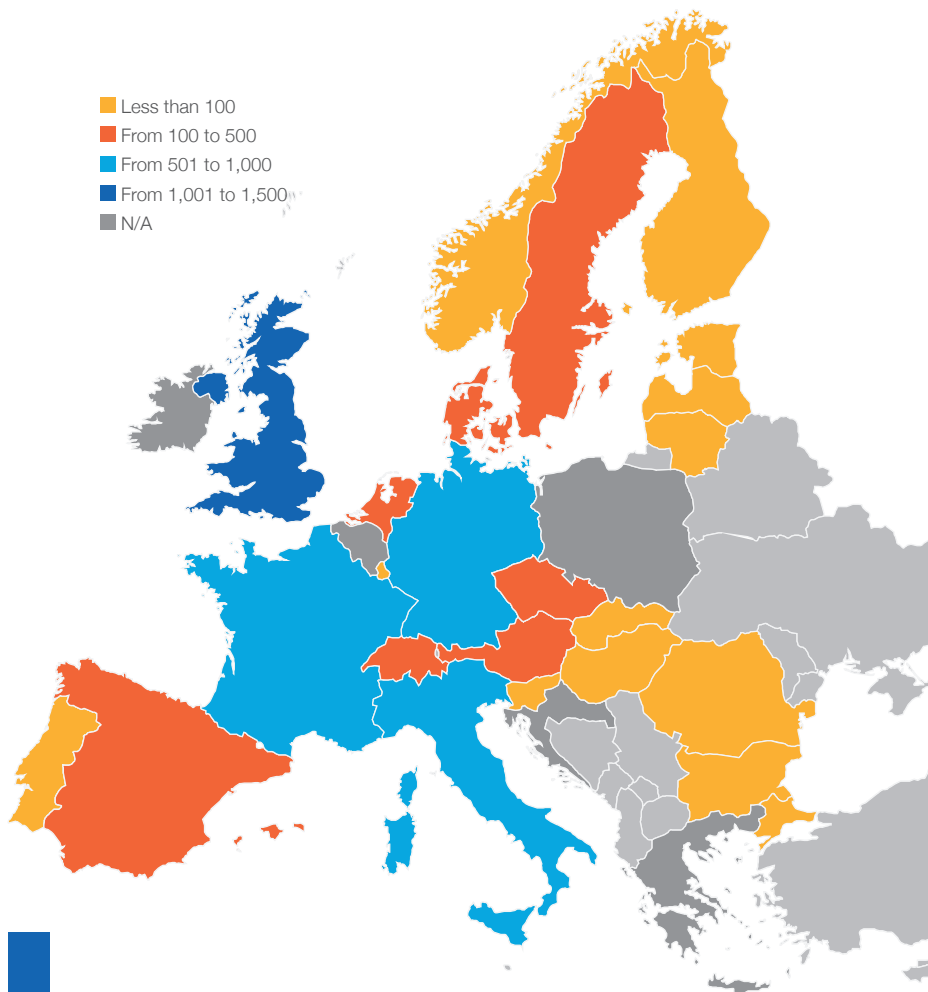 Less than 100
From 100 to 500
From 501 to 1,000
From 1,001 to 1,500
N/A